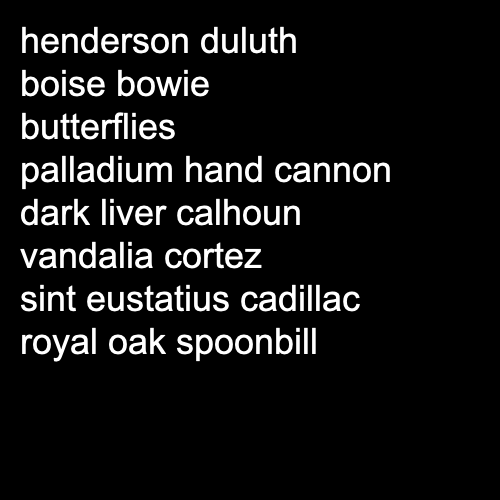 henderson duluth
boise bowie
butterflies
palladium hand cannon
dark liver calhoun
vandalia cortez
sint eustatius cadillac
royal oak spoonbill